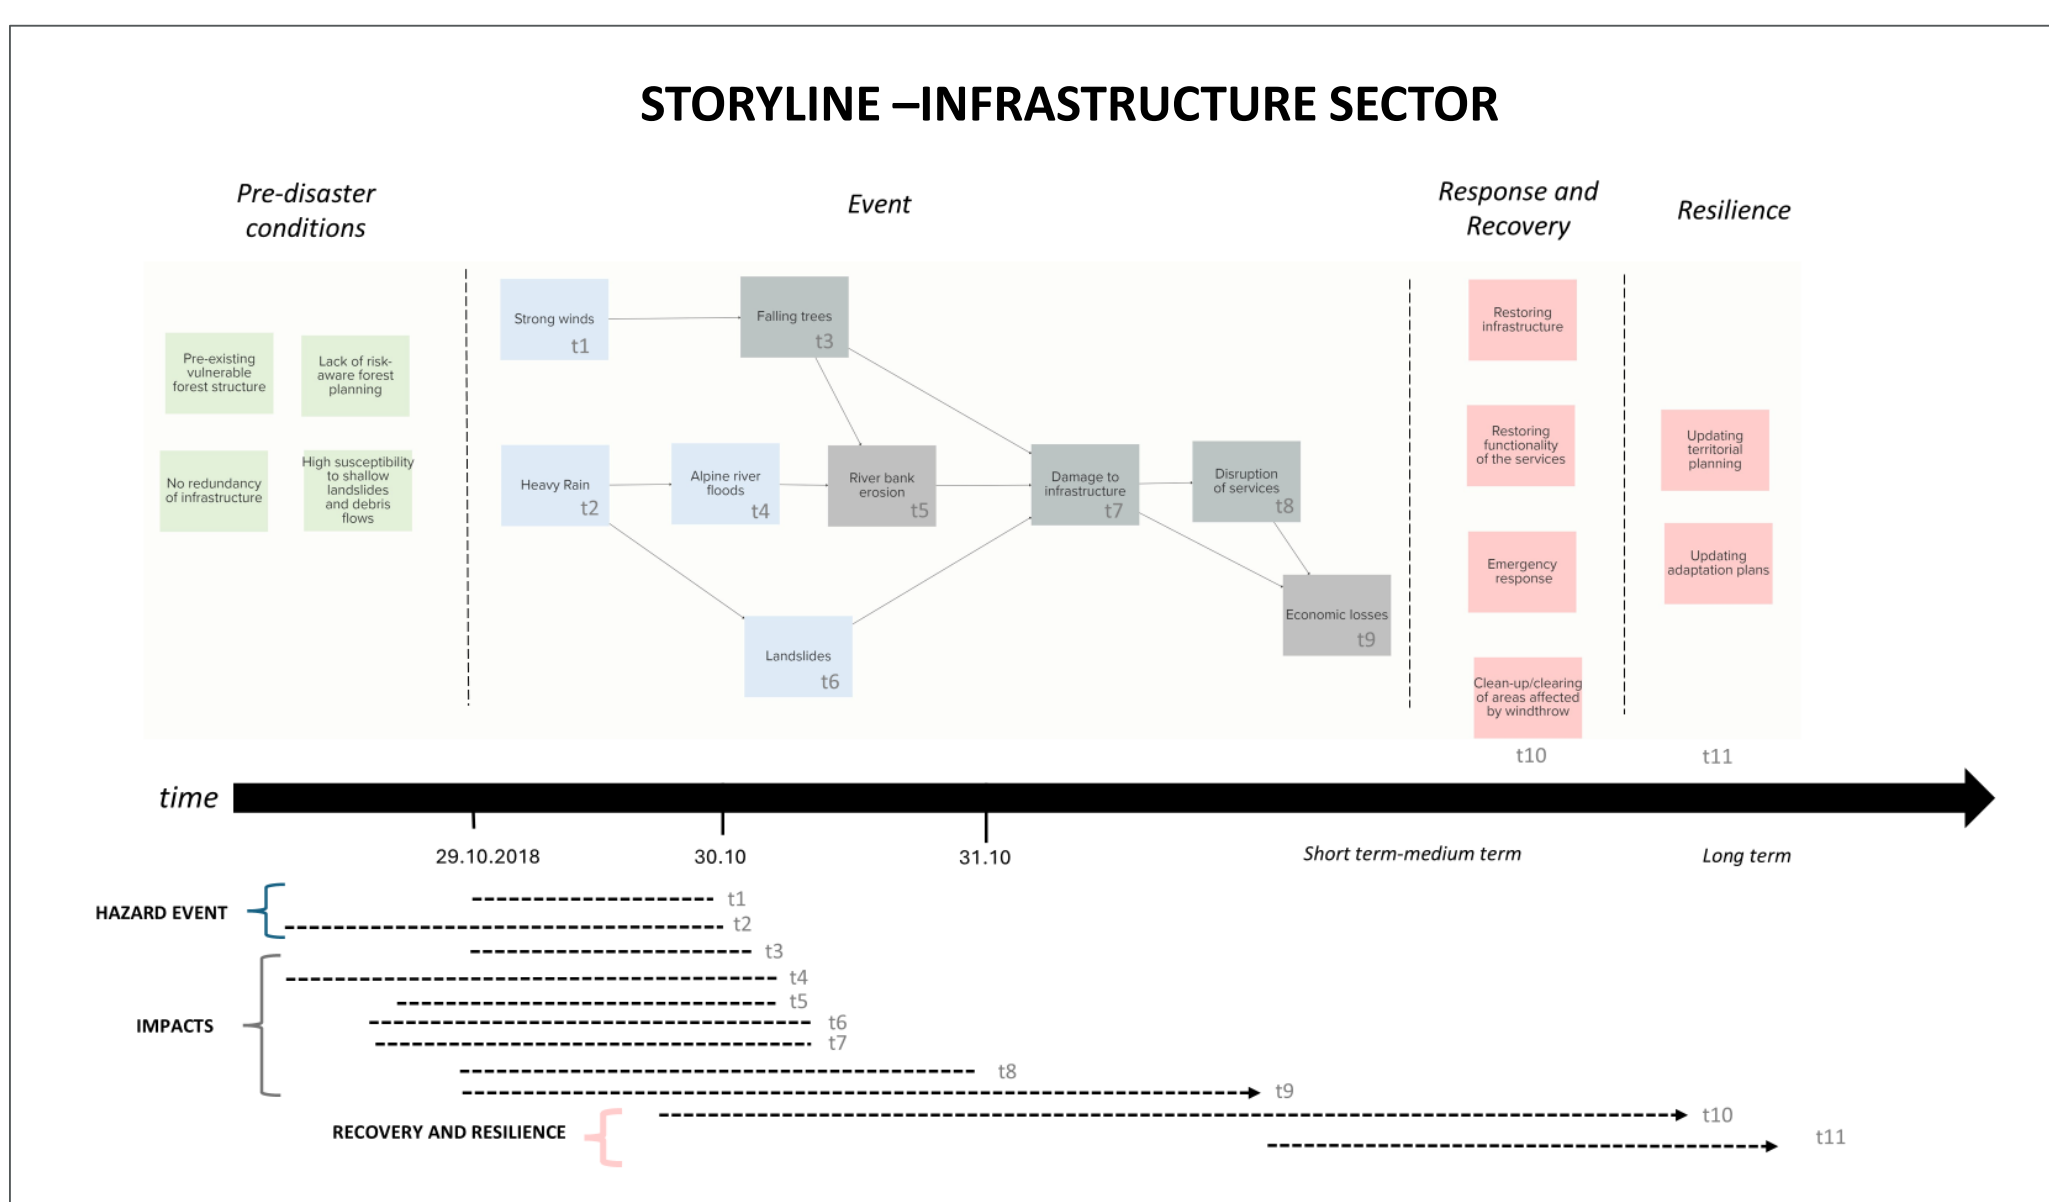 STORYLINE –INFRASTRUCTURE SECTOR
Pre-disaster
conditions
Event
Response and
Recovery
Resilience
Pre-existing
vulnerable
forest structure
Lack of risk-
aware forest
planning
No redundancy
of infrastructure
High susceptibility
to shallow
landslides
and debris
flows
Strong winds
t1
Falling trees
t3
Heavy Rain
t2
Alpine river
floods
t4
River bank
erosion
t5
Landslides
t6
Damage to
infrastructure
t7
Disruption
of services
t8
Economic losses
t9
Restoring
infrastructure
Restoring
functionality
of the services
Emergency
response
Clean-up/clearing
of areas affected
by windthrow
t10
Updating
territorial
planning
Updating
adaptation plans
t11
time
29.10.2018
30.10
31.10
Short term-medium term
Long term
HAZARD EVENT
t1
t2
IMPACTS
t3
t4
t5
t6
t7
t8
t9
RECOVERY AND RESILIENCE
t10
t11